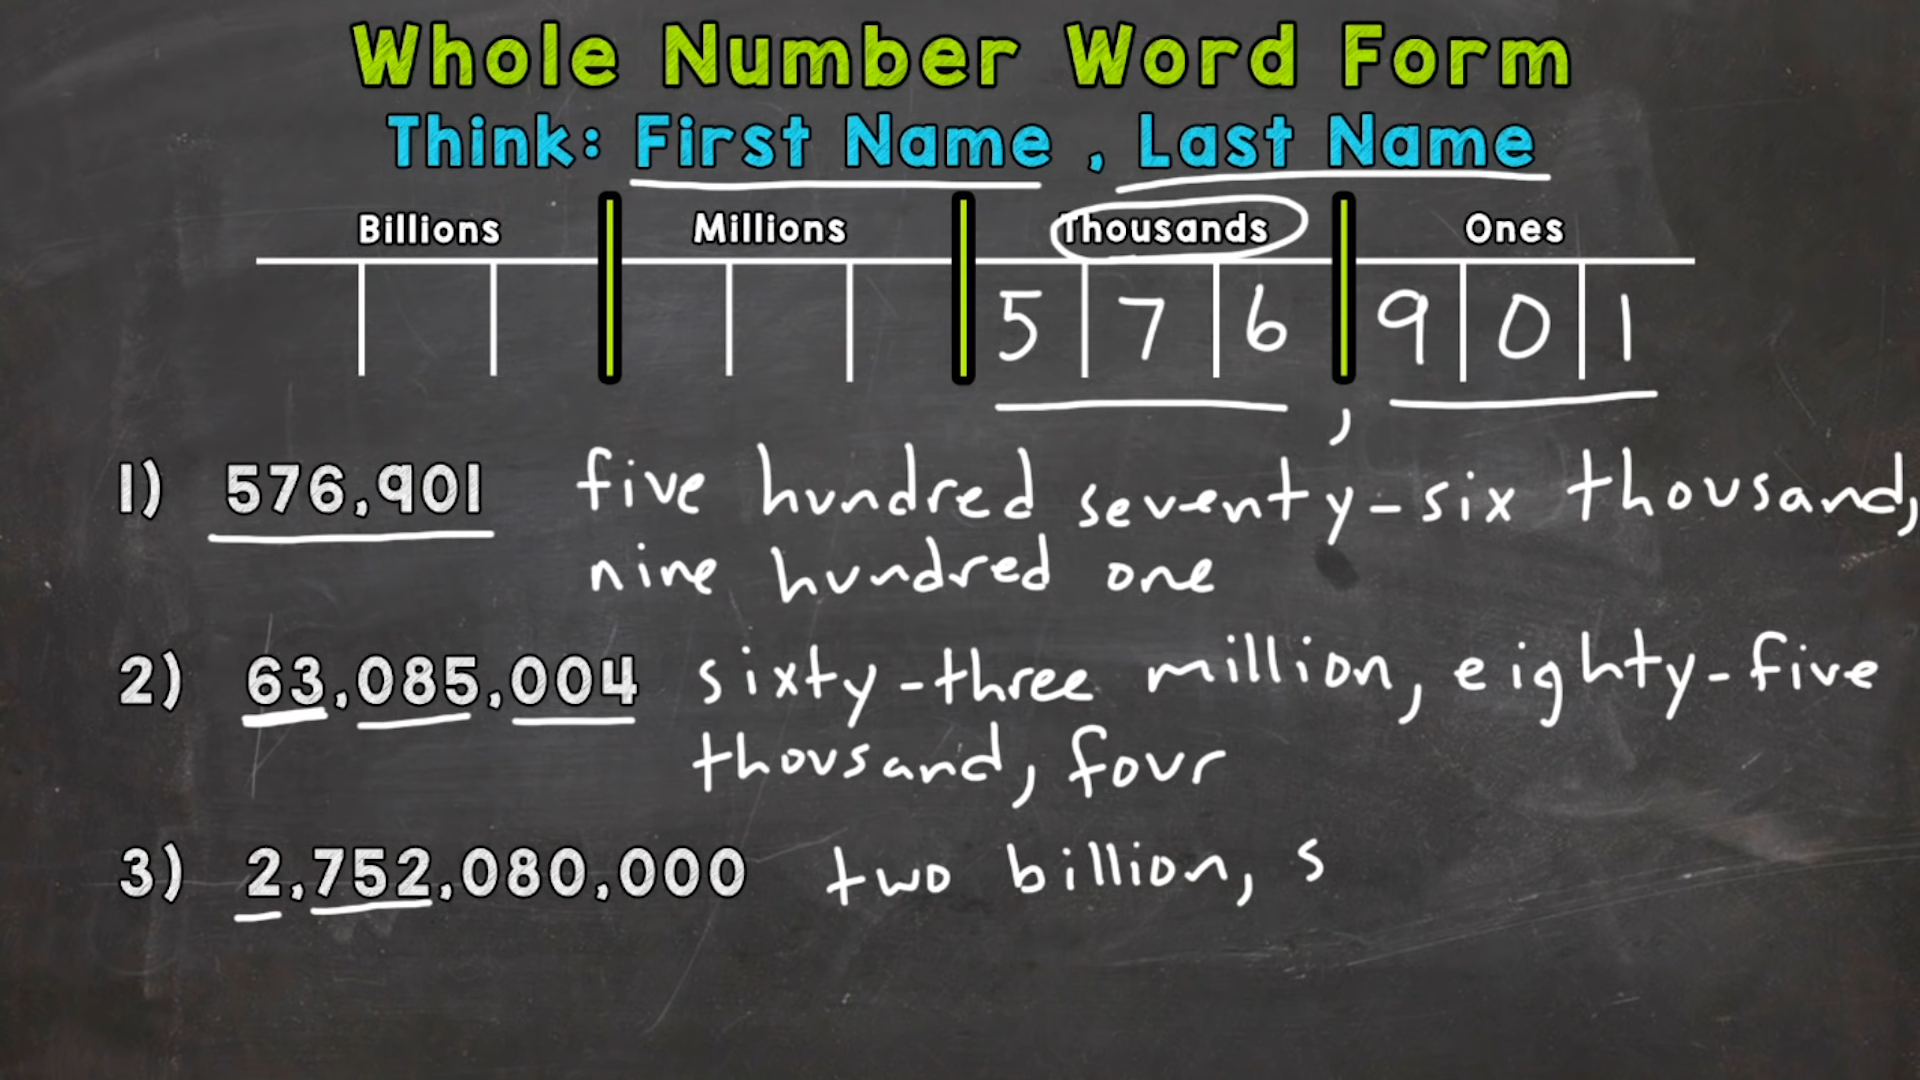 Whole Number Word Form
Think: First Name , Last Name
Billions Millions Thousands Ones
5 7 6 9 0 1
,
1) 576,901 five hundred seventy-six thousand,
nine hundred one
2) 63,085,004 sixty-three million, eighty-five
thousand, four
3) 2,752,080,000 two billion, s